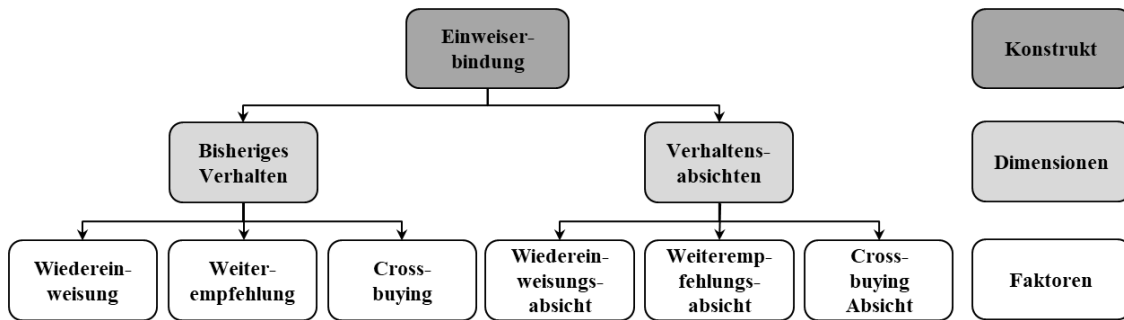 Einweiser-
bindung
Konstrukt
Bisheriges
Verhalten
Verhaltens-
absichten
Dimensionen
Wiederein-
weisung
Weiter-
empfehlung
Cross-
buying
Wiederein-
weisungs-
absicht
Weiteremp-
fehlungs-
absicht
Cross-
buying
Absicht
Faktoren